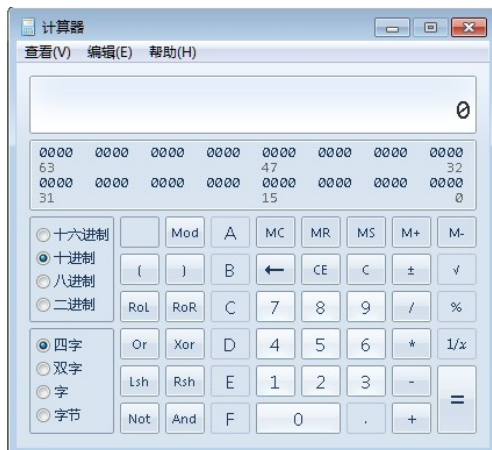 计算器
查看(V) 编辑(E) 帮助(H)
0
0000 0000 0000 0000 0000 0000 0000 0000
63 47 32
0000 0000 0000 0000 0000 0000 0000 0000
31 15 0
十六进制 Mod A MC MR MS M+ M-
十进制 ( ) B ← CE C ± √
八进制
二进制 RoL RoR C 7 8 9 / %
四字 Or Xor D 4 5 6 * 1/x
双字
字 Lsh Rsh E 1 2 3 - =
字节 Not And F 0 . +